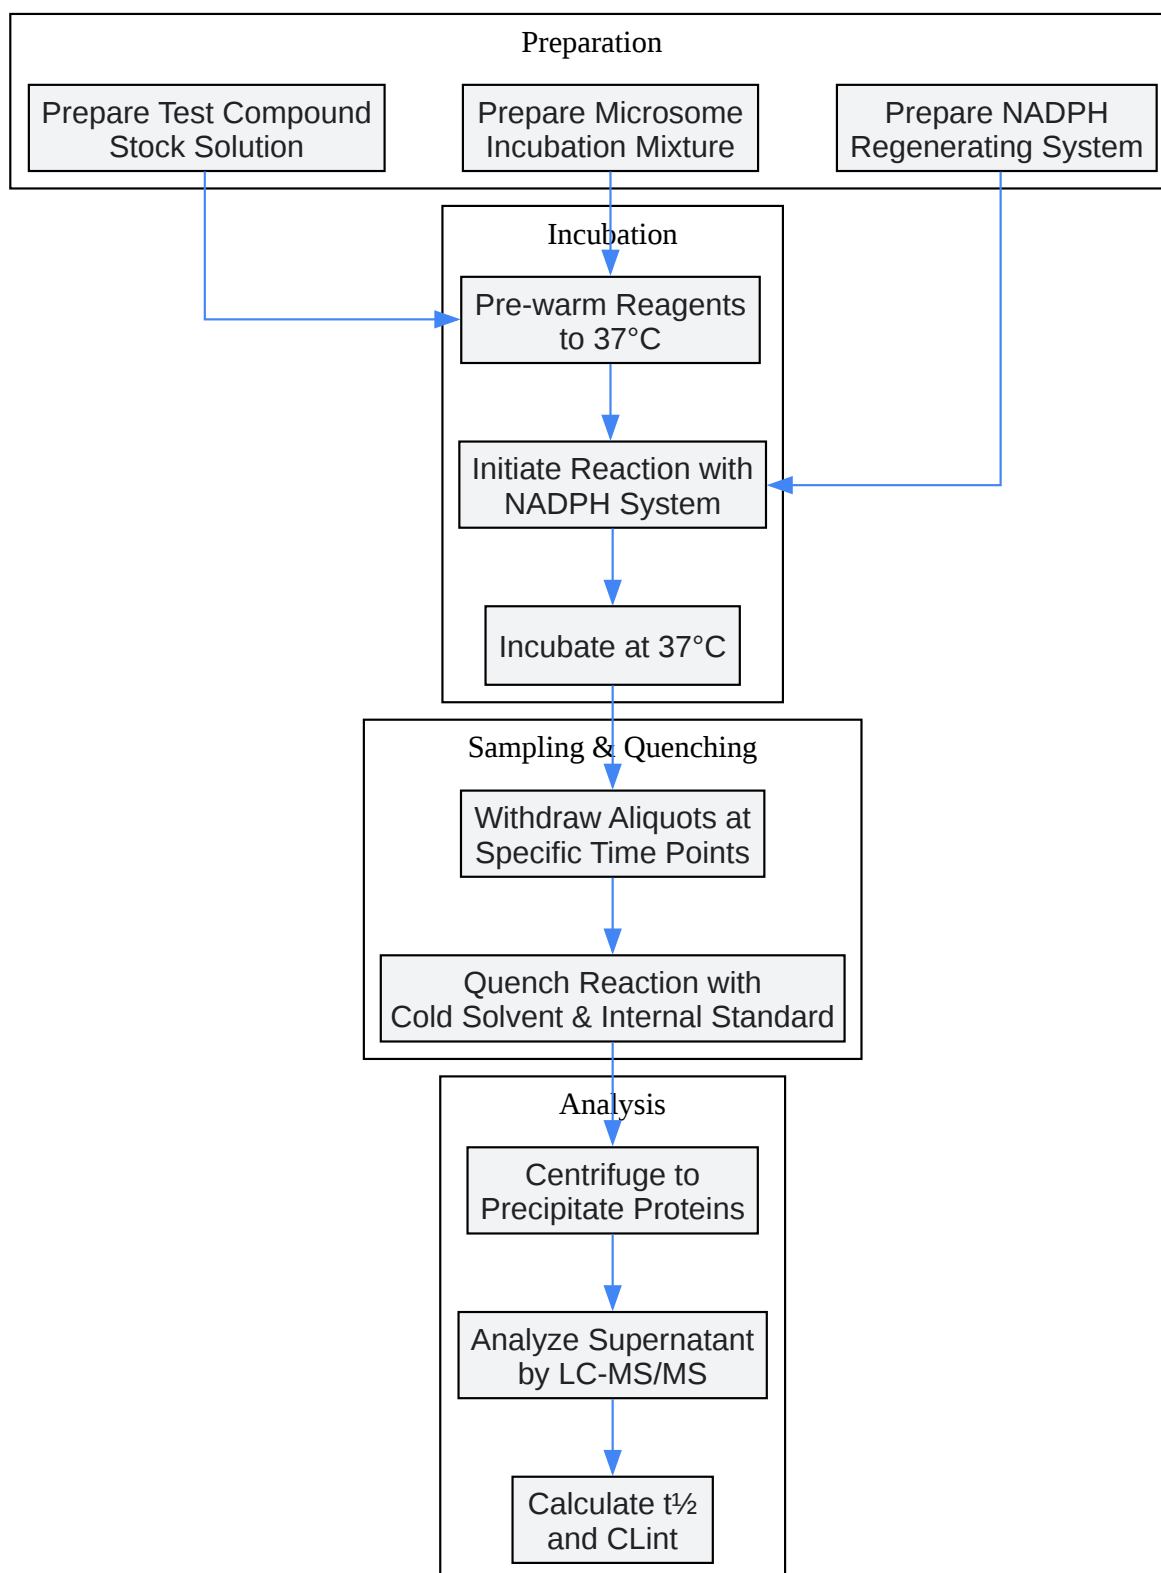 Preparation
Prepare Test Compound
Stock Solution
Prepare Microsome
Incubation Mixture
Prepare NADPH
Regenerating System
Incubation
Pre-warm Reagents
to 37°C
Initiate Reaction with
NADPH System
Incubate at 37°C
Sampling & Quenching
Withdraw Aliquots at
Specific Time Points
Quench Reaction with
Cold Solvent & Internal Standard
Analysis
Centrifuge to
Precipitate Proteins
Analyze Supernatant
by LC-MS/MS
Calculate t½
and CLint